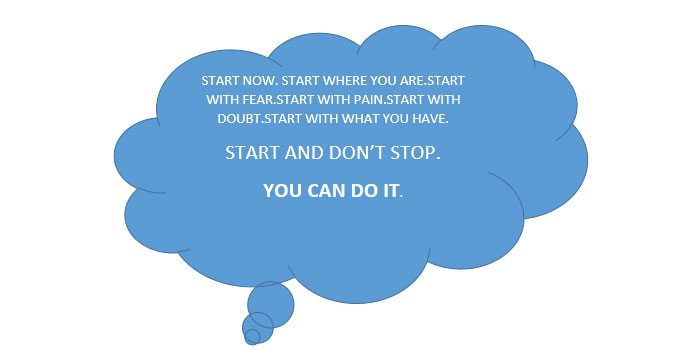 START NOW. START WHERE YOU ARE.START
WITH FEAR.START WITH PAIN.START WITH
DOUBT.START WITH WHAT YOU HAVE.
START AND DON’T STOP.
YOU CAN DO IT.